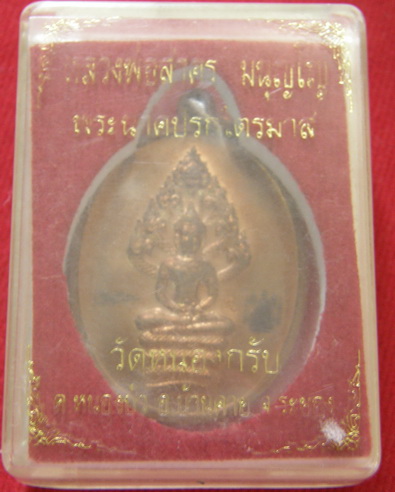 หลวงพ่อสาคร มนุญโญ
พระนาคปรกไตรมาส
วัดหนองกรับ
ต.หนองบัว อ.บ้านค่าย จ.ระยอง